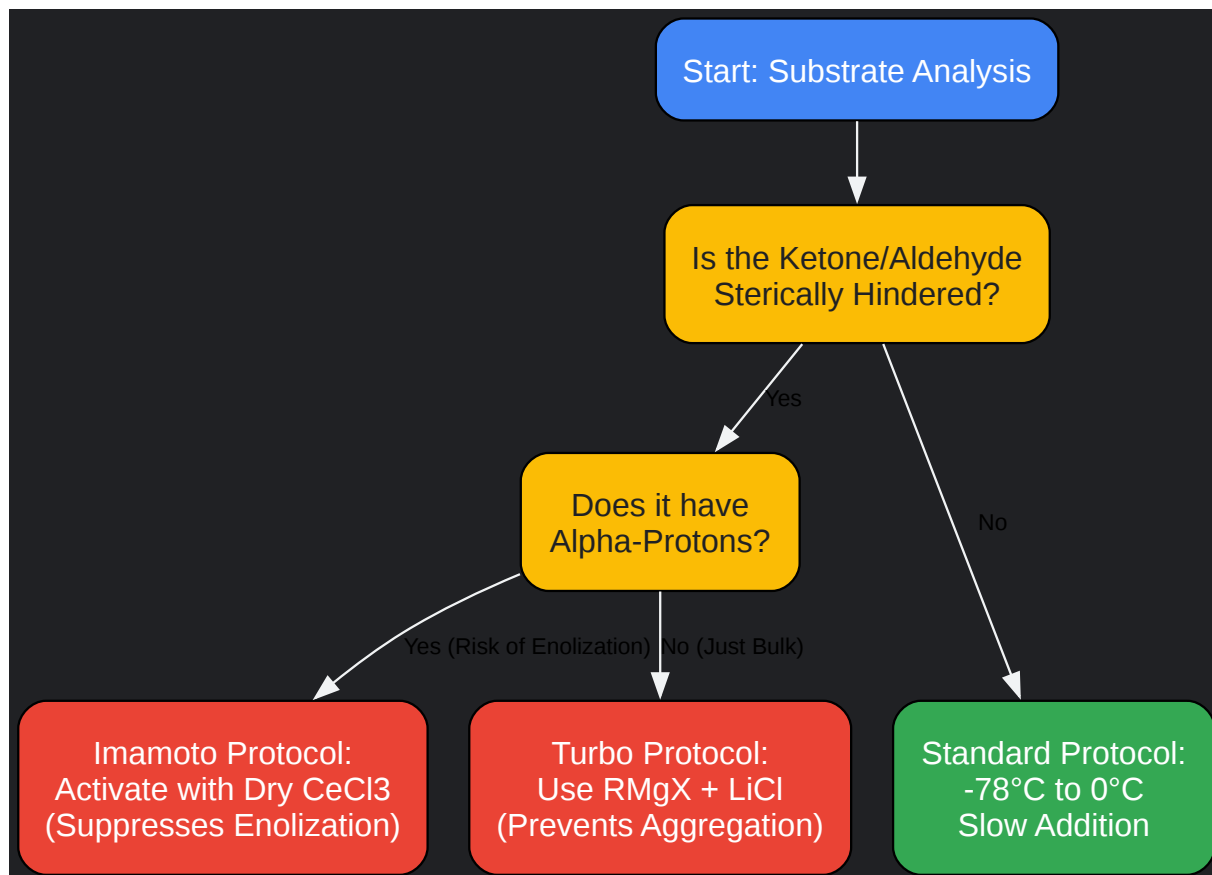 Start: Substrate Analysis
Is the Ketone/Aldehyde
Sterically Hindered?
Yes
Does it have
Alpha-Protons?
No
Yes (Risk of Enolization)
No (Just Bulk)
Imamoto Protocol:
Activate with Dry CeCl3
(Suppresses Enolization)
Turbo Protocol:
Use RMgX + LiCl
(Prevents Aggregation)
Standard Protocol:
-78°C to 0°C
Slow Addition